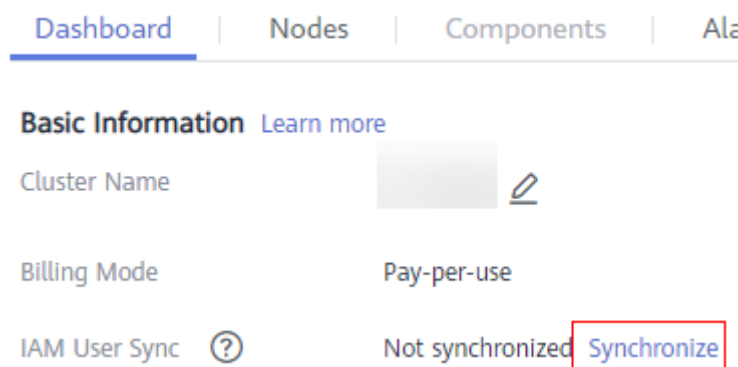 Dashboard Nodes Components Ala
Basic Information Learn more
Cluster Name
Billing Mode Pay-per-use
IAM User Sync ? Not synchronized Synchronize